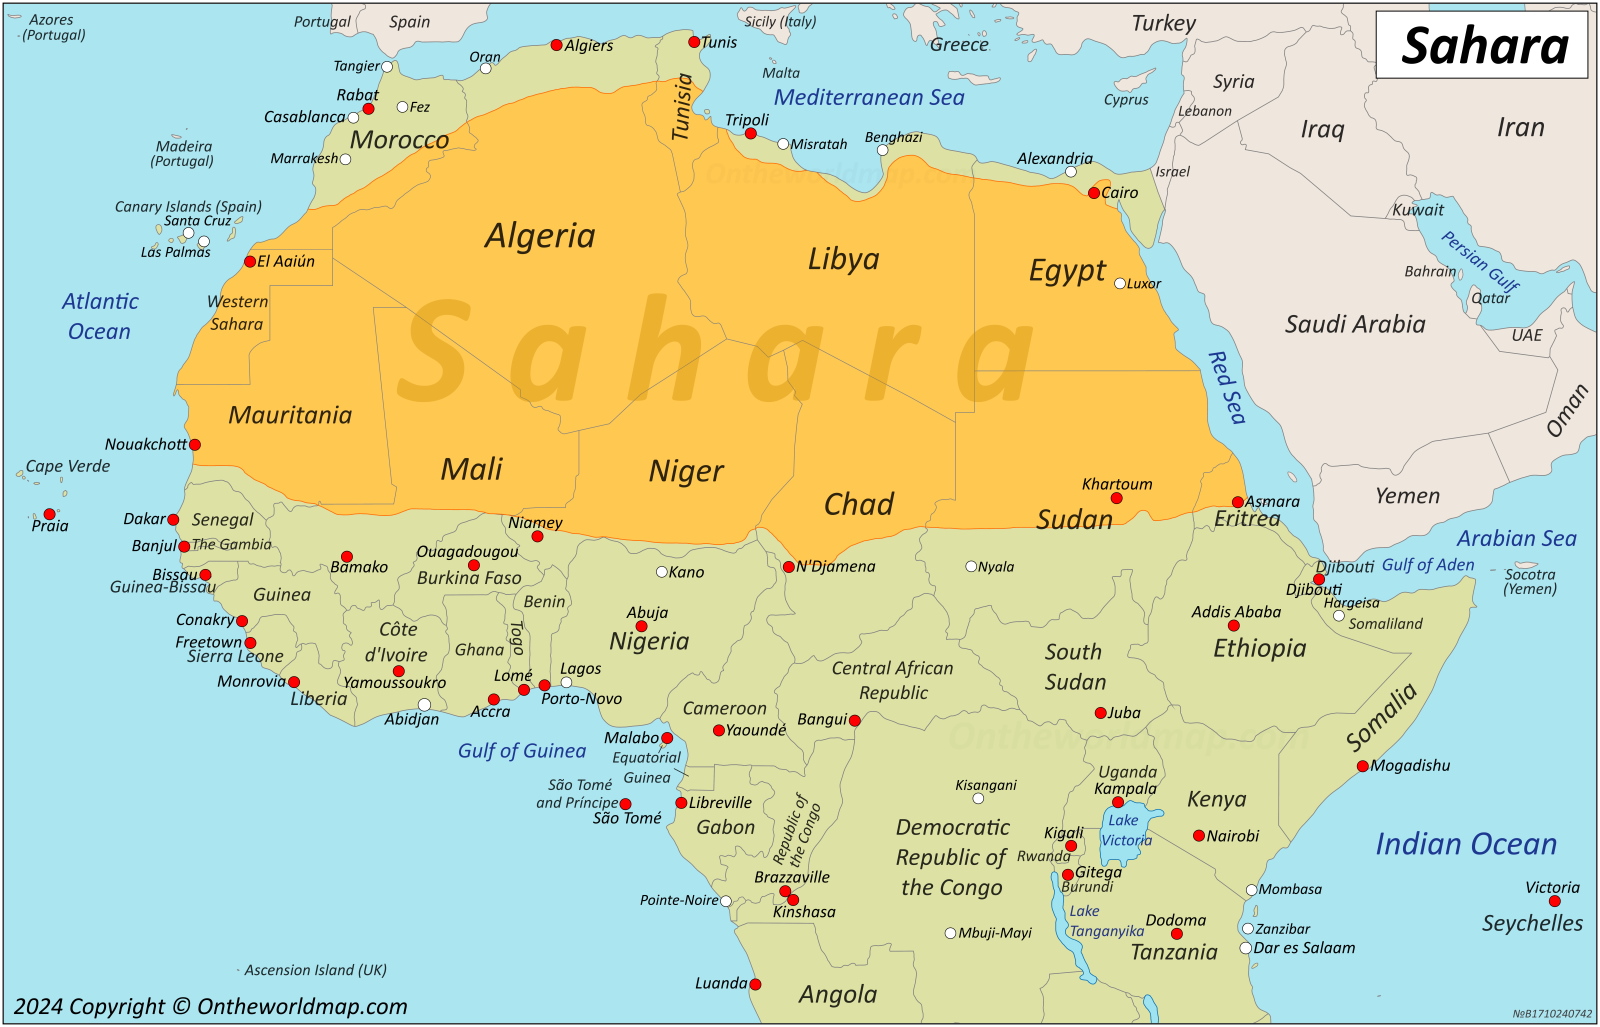 Sahara
Azores
(Portugal)
Portugal
Spain
Sicily (Italy)
Turkey
Greece
Algiers
Tunis
Oran
Tangier
Malta
Syria
Mediterranean Sea
Cyprus
Lebanon
Rabat
Fez
Casablanca
Tunisia
Tripoli
Misratah
Benghazi
Iraq
Iran
Morocco
Madeira
(Portugal)
Marrakesh
Alexandria
Israel
Ontheworldmap.com
Cairo
Canary Islands (Spain)
Santa Cruz
Las Palmas
Kuwait
Algeria
Libya
Egypt
Persian Gulf
El Aaiún
Luxor
Bahrain
Qatar
Atlantic
Ocean
Western
Sahara
Saudi Arabia
UAE
Sahara
Red Sea
Oman
Mauritania
Nouakchott
Mali
Niger
Cape Verde
Khartoum
Chad
Yemen
Asmara
Praia
Dakar
Senegal
Niamey
Sudan
Eritrea
Banjul
The Gambia
Ouagadougou
Arabian Sea
Bamako
N'Djamena
Nyala
Djibouti
Gulf of Aden
Bissau
Guinea-Bissau
Burkina Faso
Kano
Socotra
(Yemen)
Djibouti
Guinea
Benin
Hargeisa
Conakry
Abuja
Addis Ababa
Somaliland
Côte
d'Ivoire
Togo
Freetown
Sierra Leone
Ghana
Nigeria
Ethiopia
South
Sudan
Central African
Republic
Monrovia
Liberia
Yamoussoukro
Lomé
Lagos
Porto-Novo
Abidjan
Accra
Cameroon
Bangui
Juba
Somalia
Yaoundé
Malabo
Ontheworldmap.com
Gulf of Guinea
Equatorial
Guinea
Mogadishu
São Tomé
and Príncipe
Kisangani
Uganda
Kampala
Libreville
São Tomé
Kenya
Gabon
Republic of
the Congo
Democratic
Republic of
the Congo
Lake
Victoria
Kigali
Nairobi
Rwanda
Indian Ocean
Brazzaville
Gitega
Burundi
Pointe-Noire
Kinshasa
Mombasa
Victoria
Lake
Tanganyika
Dodoma
Seychelles
Mbuji-Mayi
Zanzibar
Tanzania
Dar es Salaam
Ascension Island (UK)
Luanda
Angola
2024 Copyright © Ontheworldmap.com
№B1710240742